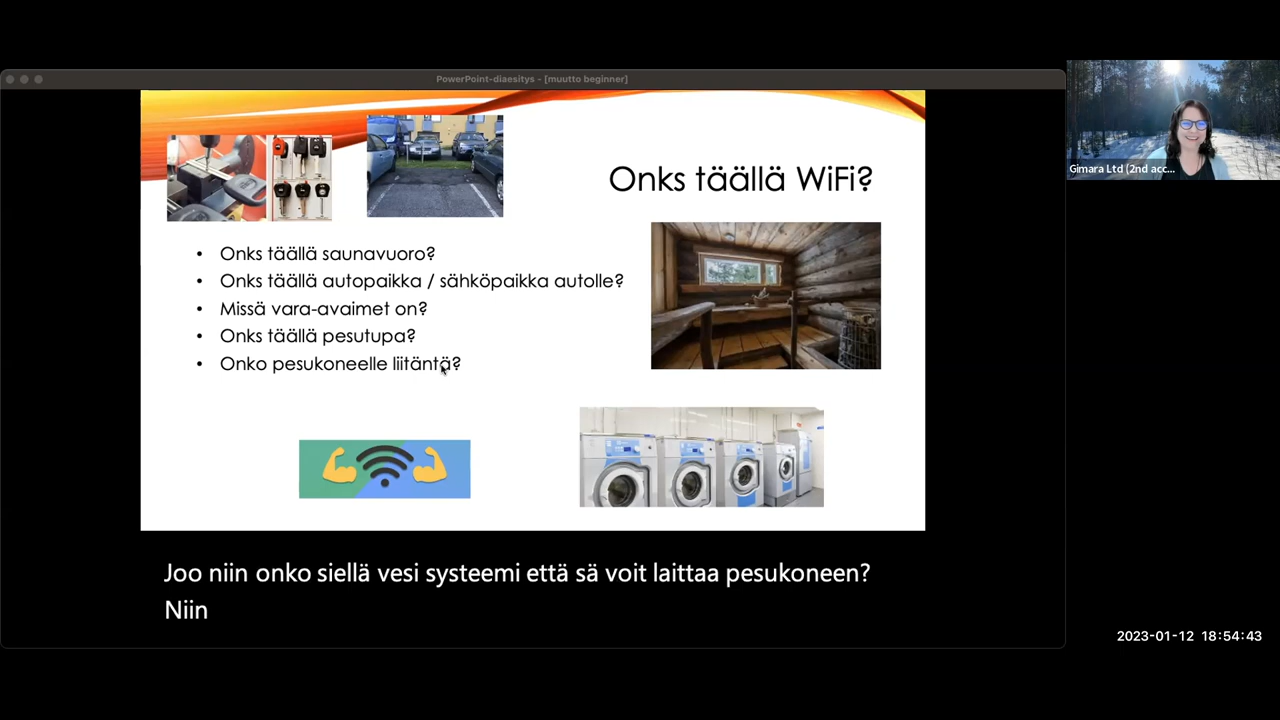 PowerPoint-diaesitys - [muutto beginner]
Gimara Ltd (2nd acc...
Onks täällä WiFi?
• Onks täällä saunavuoro?
• Onks täällä autopaikka / sähköpaikka autolle?
• Missä vara-avaimet on?
• Onks täällä pesutupa?
• Onko pesukoneelle liitäntä?
Joo niin onko siellä vesi systeemi että sä voit laittaa pesukoneen?
Niin
2023-01-12 18:54:43